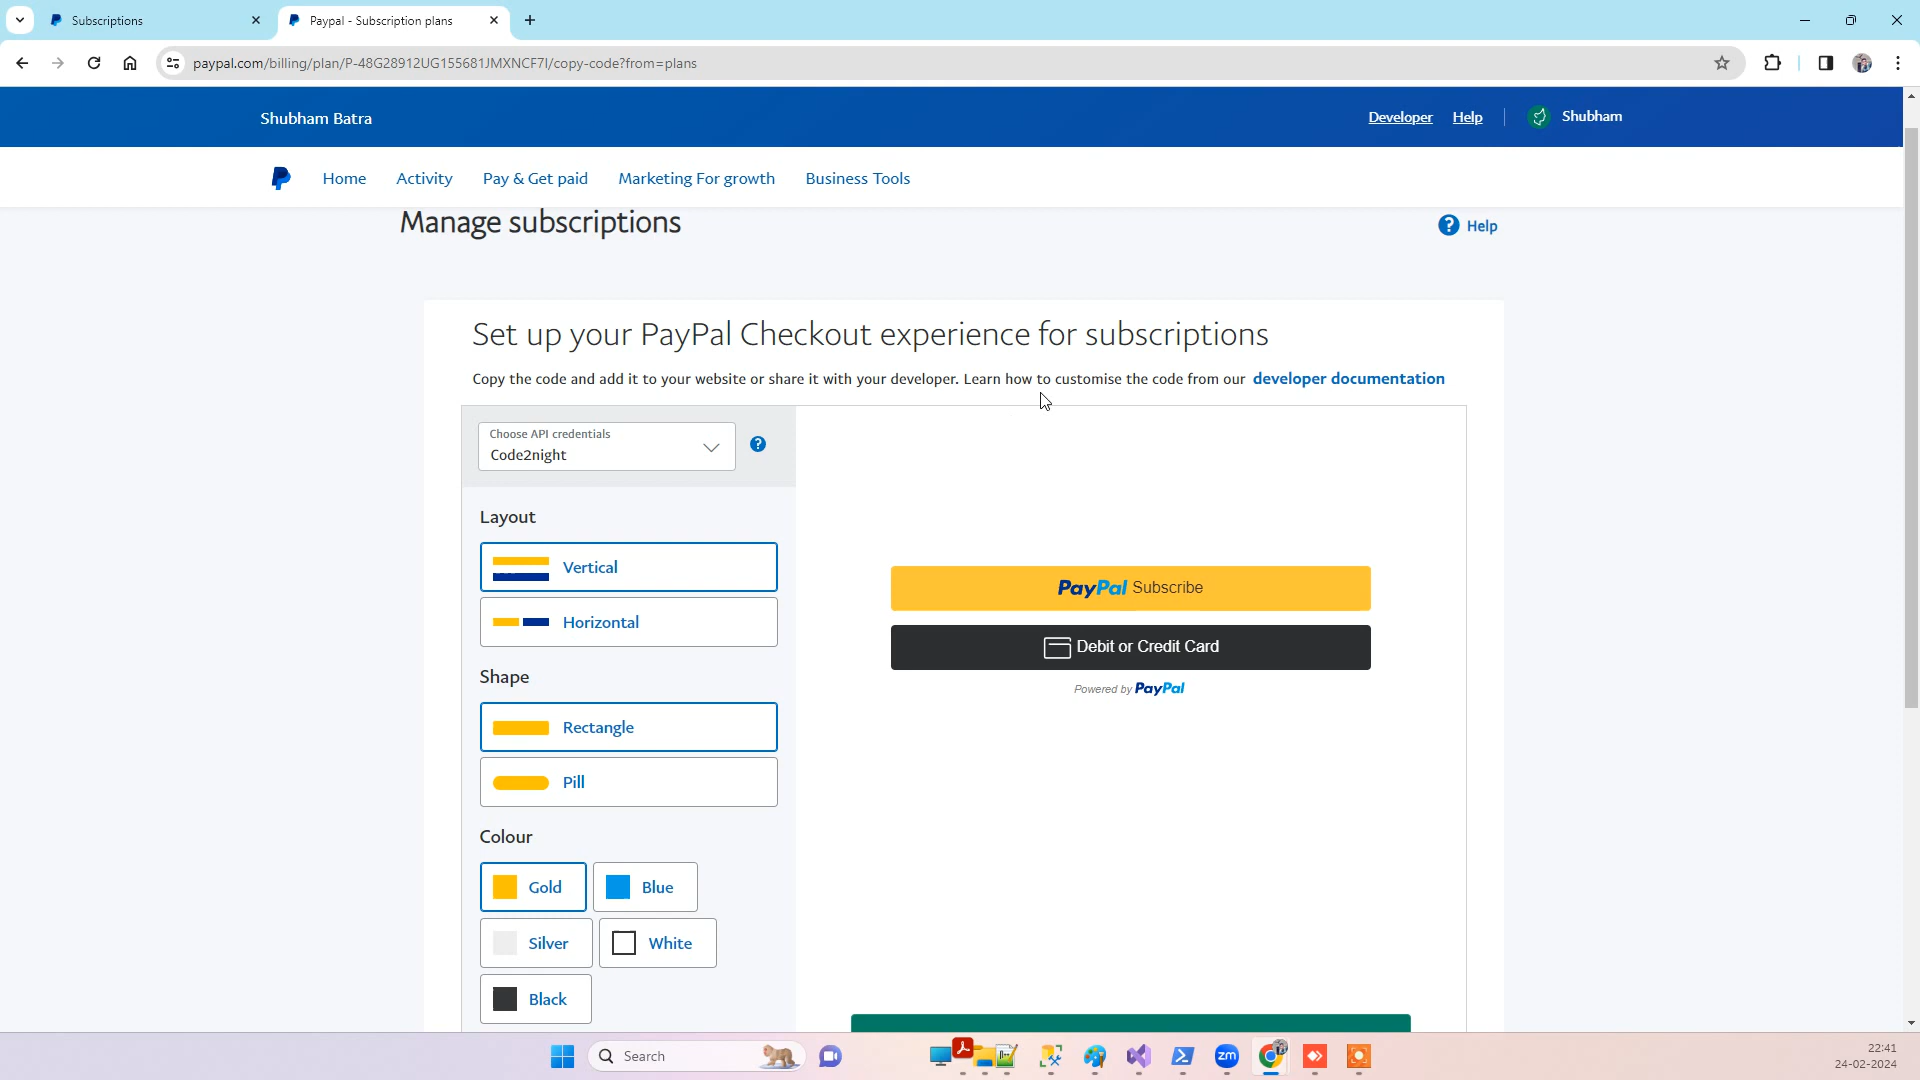 Subscriptions
Paypal - Subscription plans
paypal.com/billing/plan/P-48G28912UG155681JMXNCF7I/copy-code?from=plans
Shubham Batra
Developer
Help
Shubham
Home
Activity
Pay & Get paid
Marketing For growth
Business Tools
Manage subscriptions
Help
Set up your PayPal Checkout experience for subscriptions
Copy the code and add it to your website or share it with your developer. Learn how to customise the code from our developer documentation
Choose API credentials
Code2night
Layout
Vertical
Horizontal
Shape
Rectangle
Pill
Colour
Gold
Blue
Silver
White
Black
PayPal Subscribe
Debit or Credit Card
Powered by PayPal
Search
zm
22:41
24-02-2024